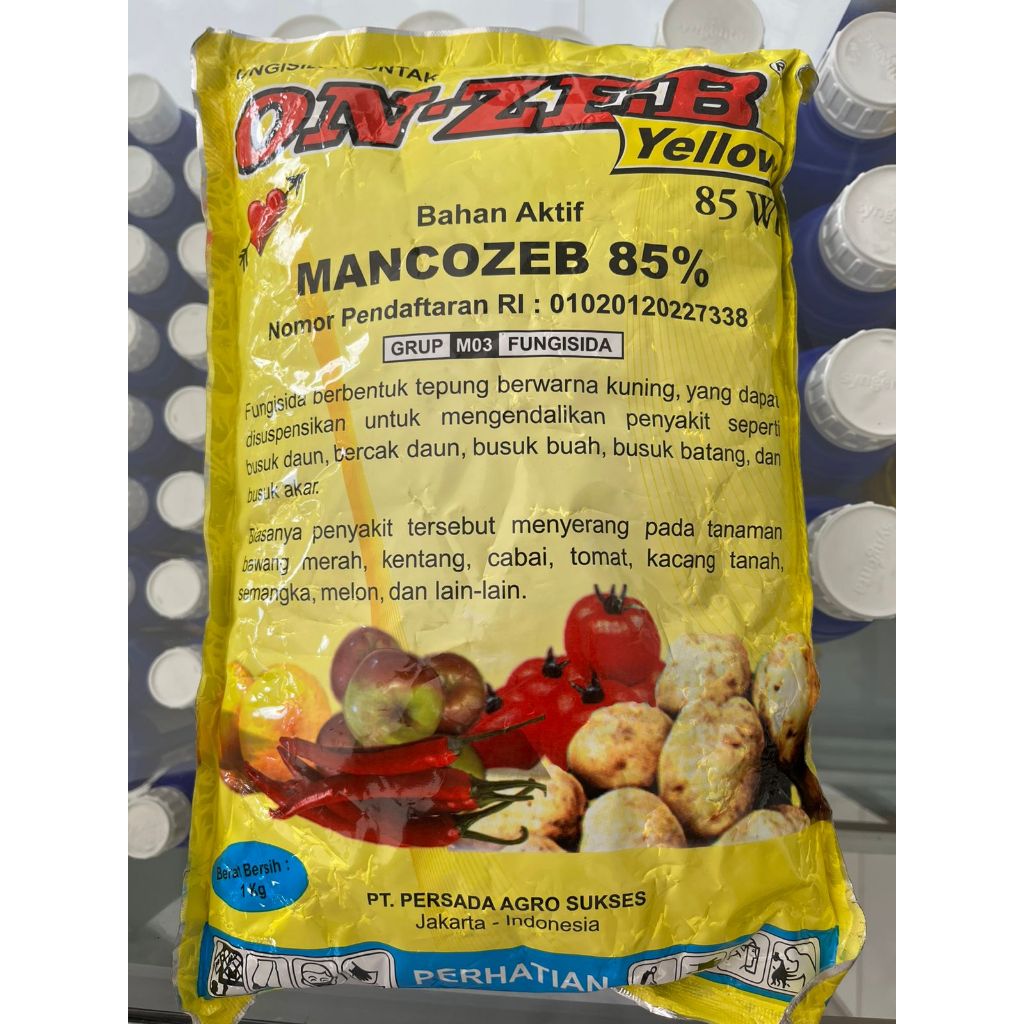 ON-ZEB
Yellow
85
Bahan Aktif
MANCOZEB 85%
Nomor Pendaftaran RI : 01020120227338
GRUP M03 FUNGISIDA
Fungisida berbentuk tepung berwarna kuning, yang dapat
disuspensikan untuk mengendalikan penyakit seperti
busuk daun, bercak daun, busuk buah, busuk batang, dan
busuk akar.
Biasanya penyakit tersebut menyerang pada tanaman
bawang merah, kentang, cabai, tomat, kacang tanah,
semangka, melon, dan lain-lain.
Berat Bersih :
1 Kg
PT. PERSADA AGRO SUKSES
Jakarta - Indonesia
PERHATIAN